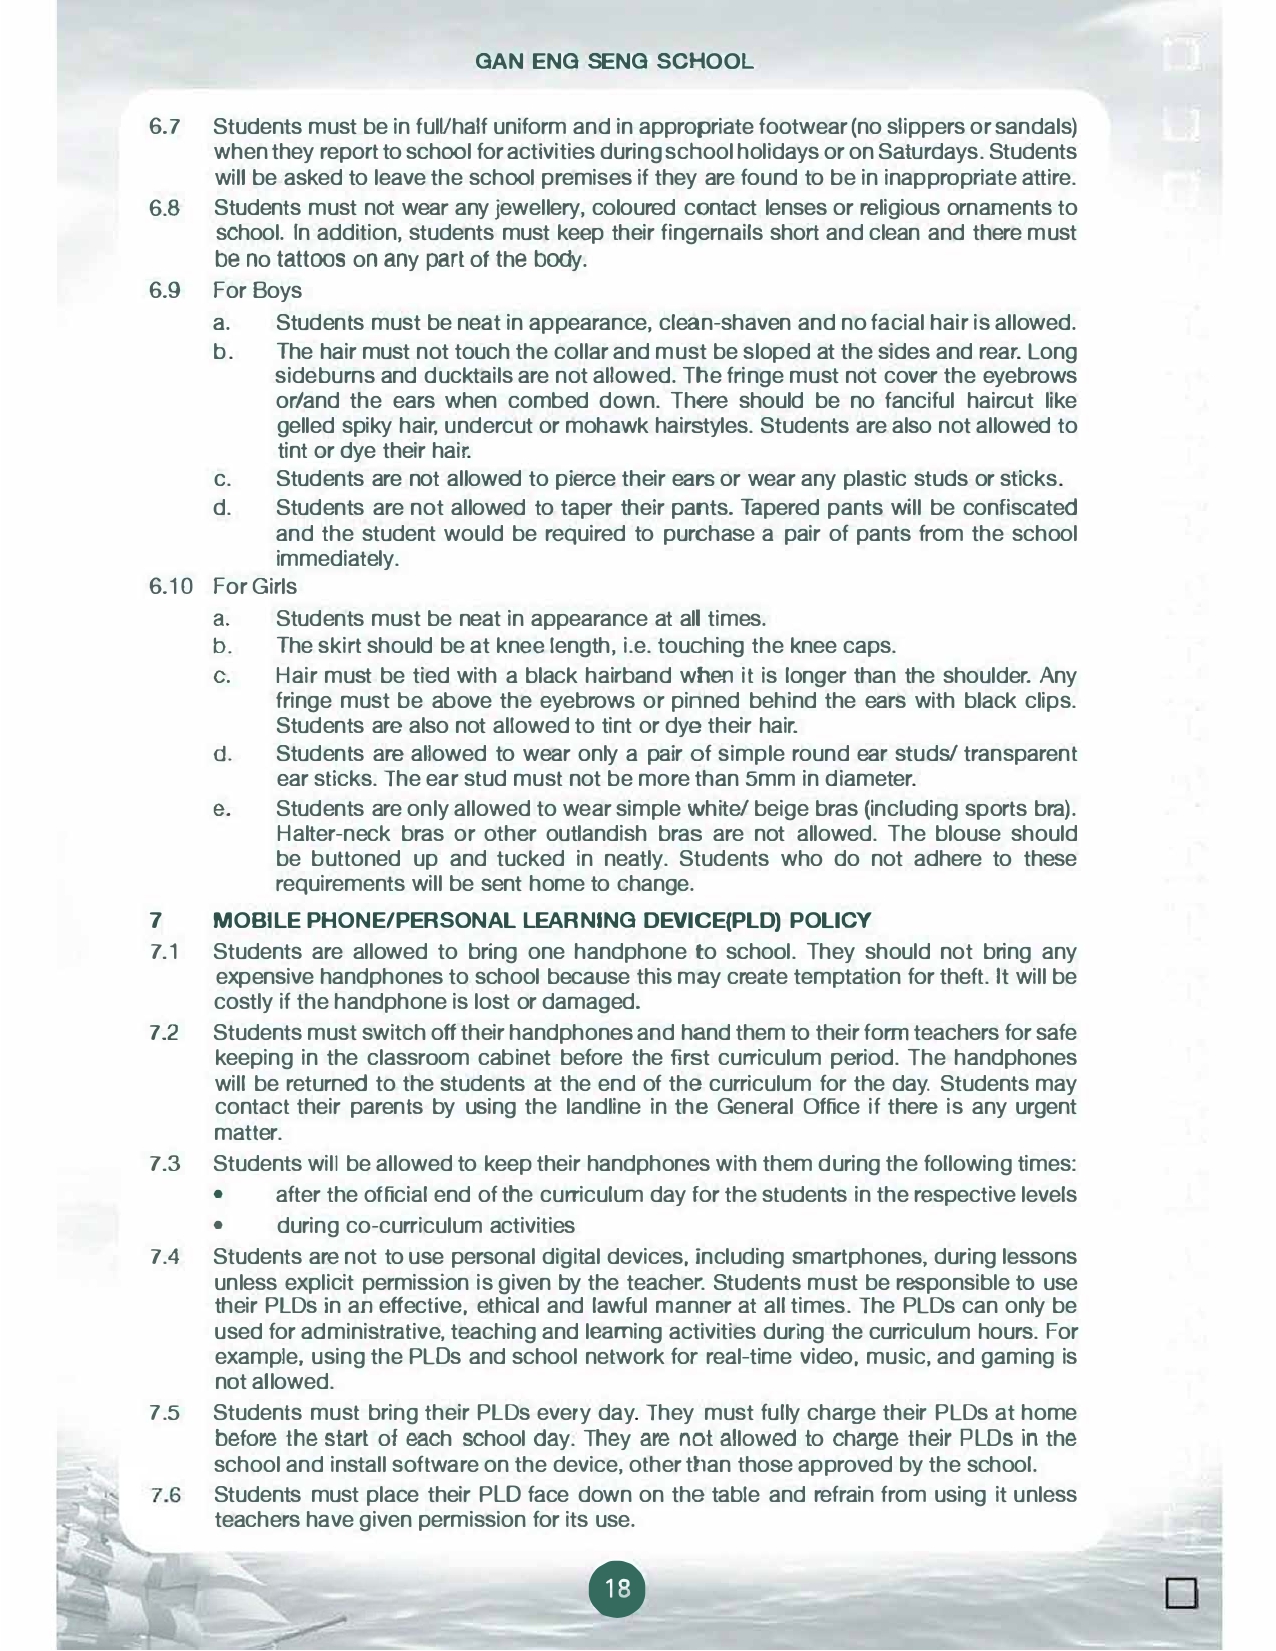 GAN ENG SENG SCHOOL
6.7 Students must be in full/half uniform and in appropriate footwear (no slippers or sandals)
when they report to school for activities during school holidays or on Saturdays. Students
will be asked to leave the school premises if they are found to be in inappropriate attire.
6.8 Students must not wear any jewellery, coloured contact lenses or religious ornaments to
school. In addition, students must keep their fingernails short and clean and there must
be no tattoos on any part of the body.
6.9 For Boys
a. Students must be neat in appearance, clean-shaven and no facial hair is allowed.
b. The hair must not touch the collar and must be sloped at the sides and rear. Long
sideburns and ducktails are not allowed. The fringe must not cover the eyebrows
or/and the ears when combed down. There should be no fanciful haircut like
gelled spiky hair, undercut or mohawk hairstyles. Students are also not allowed to
tint or dye their hair.
c. Students are not allowed to pierce their ears or wear any plastic studs or sticks.
d. Students are not allowed to taper their pants. Tapered pants will be confiscated
and the student would be required to purchase a pair of pants from the school
immediately.
6.10 For Girls
a. Students must be neat in appearance at all times.
b. The skirt should be at knee length, i.e. touching the knee caps.
c. Hair must be tied with a black hairband when it is longer than the shoulder. Any
fringe must be above the eyebrows or pinned behind the ears with black clips.
Students are also not allowed to tint or dye their hair.
d. Students are allowed to wear only a pair of simple round ear studs/ transparent
ear sticks. The ear stud must not be more than 5mm in diameter.
e. Students are only allowed to wear simple white/ beige bras (including sports bra).
Halter-neck bras or other outlandish bras are not allowed. The blouse should
be buttoned up and tucked in neatly. Students who do not adhere to these
requirements will be sent home to change.
7 MOBILE PHONE/PERSONAL LEARNING DEVICE(PLD) POLICY
7.1 Students are allowed to bring one handphone to school. They should not bring any
expensive handphones to school because this may create temptation for theft. It will be
costly if the handphone is lost or damaged.
7.2 Students must switch off their handphones and hand them to their form teachers for safe
keeping in the classroom cabinet before the first curriculum period. The handphones
will be returned to the students at the end of the curriculum for the day. Students may
contact their parents by using the landline in the General Office if there is any urgent
matter.
7.3 Students will be allowed to keep their handphones with them during the following times:
• after the official end of the curriculum day for the students in the respective levels
• during co-curriculum activities
7.4 Students are not to use personal digital devices, including smartphones, during lessons
unless explicit permission is given by the teacher. Students must be responsible to use
their PLDs in an effective, ethical and lawful manner at all times. The PLDs can only be
used for administrative, teaching and learning activities during the curriculum hours. For
example, using the PLDs and school network for real-time video, music, and gaming is
not allowed.
7.5 Students must bring their PLDs every day. They must fully charge their PLDs at home
before the start of each school day. They are not allowed to charge their PLDs in the
school and install software on the device, other than those approved by the school.
7.6 Students must place their PLD face down on the table and refrain from using it unless
teachers have given permission for its use.
18